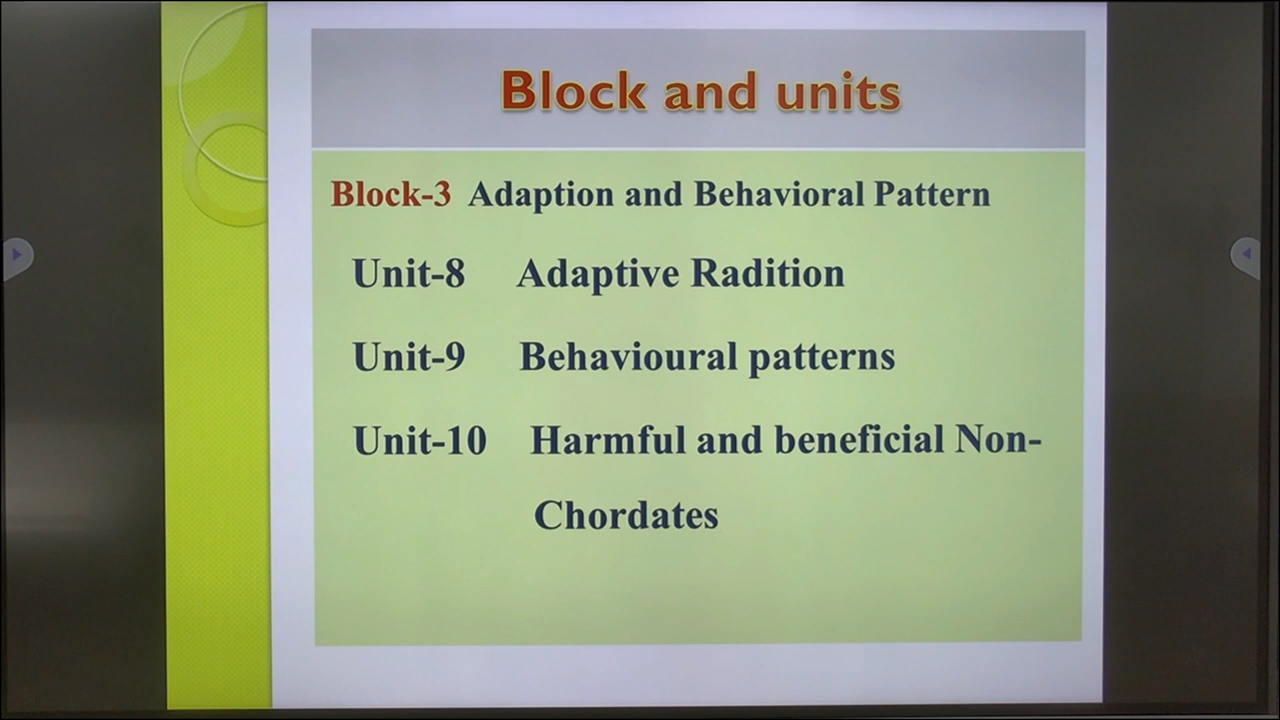 Block and units
Block-3 Adaption and Behavioral Pattern
Unit-8 Adaptive Radition
Unit-9 Behavioural patterns
Unit-10 Harmful and beneficial Non-
Chordates